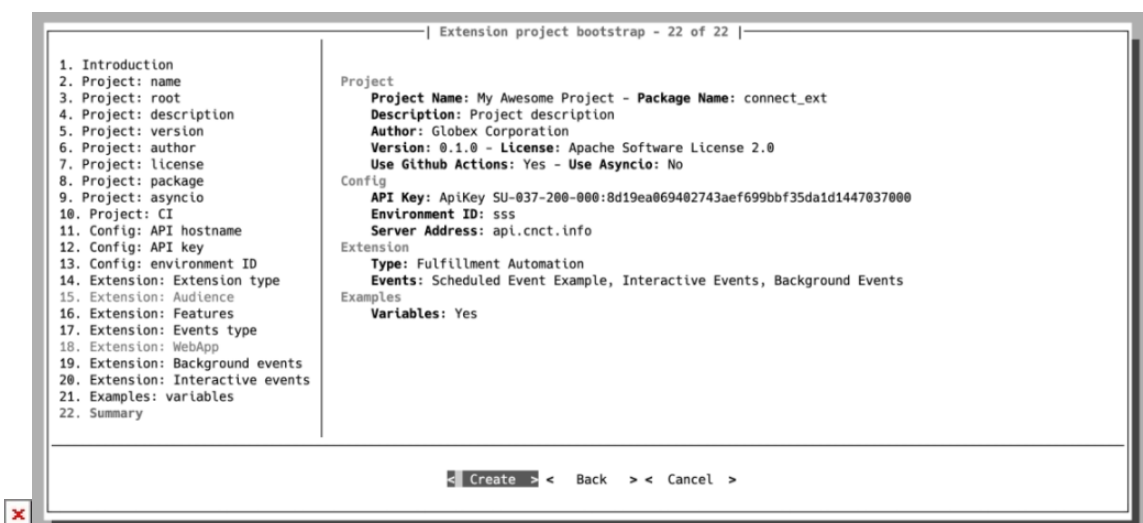 Extension project bootstrap - 22 of 22
1. Introduction
2. Project: name
3. Project: root
4. Project: description
5. Project: version
6. Project: author
7. Project: license
8. Project: package
9. Project: asyncio
10. Project: CI
11. Config: API hostname
12. Config: API key
13. Config: environment ID
14. Extension: Extension type
15. Extension: Audience
16. Extension: Features
17. Extension: Events type
18. Extension: WebApp
19. Extension: Background events
20. Extension: Interactive events
21. Examples: variables
22. Summary
Project
Project Name: My Awesome Project - Package Name: connect_ext
Description: Project description
Author: Globex Corporation
Version: 0.1.0 - License: Apache Software License 2.0
Use Github Actions: Yes - Use Asyncio: No
Config
API Key: ApiKey SU-037-200-000:8d19ea069402743aef699bbf35da1d1447037000
Environment ID: sss
Server Address: api.cnct.info
Extension
Type: Fulfillment Automation
Events: Scheduled Event Example, Interactive Events, Background Events
Examples
Variables: Yes
< Create > < Back > < Cancel >